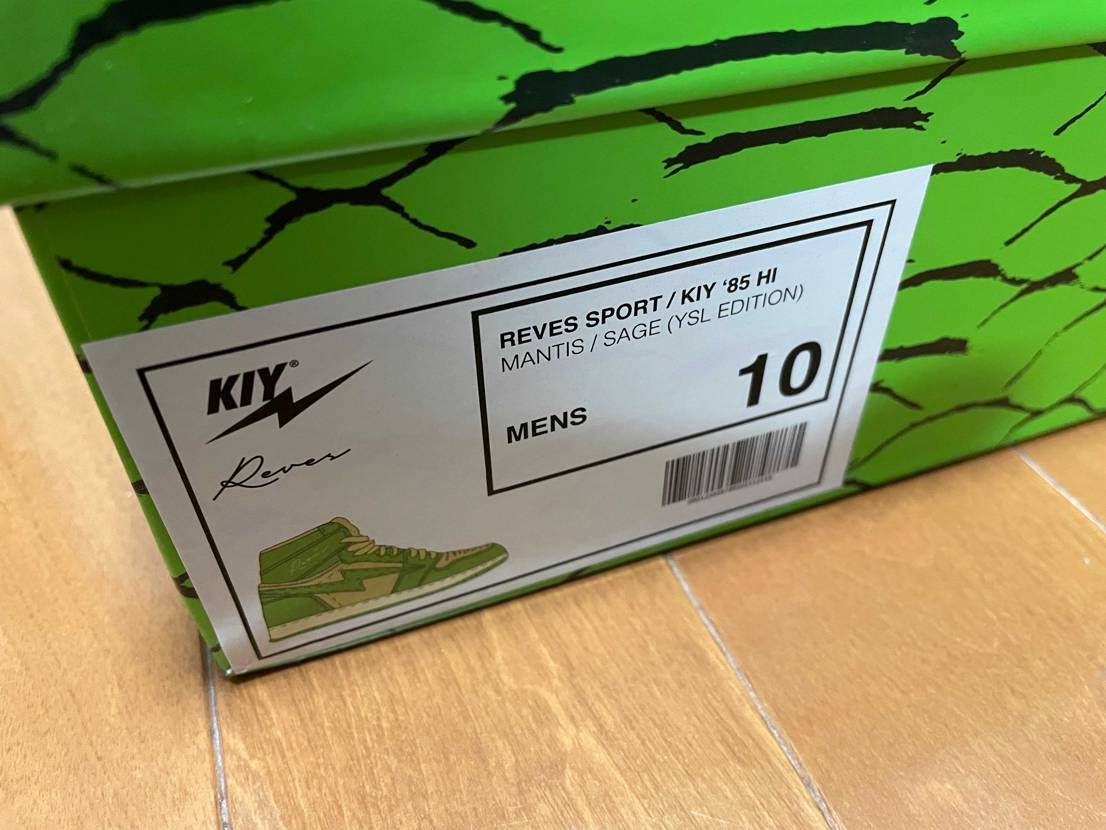 KIY®
Reves
REVES SPORT / KIY ‘85 HI
MANTIS / SAGE (YSL EDITION)
10
MENS